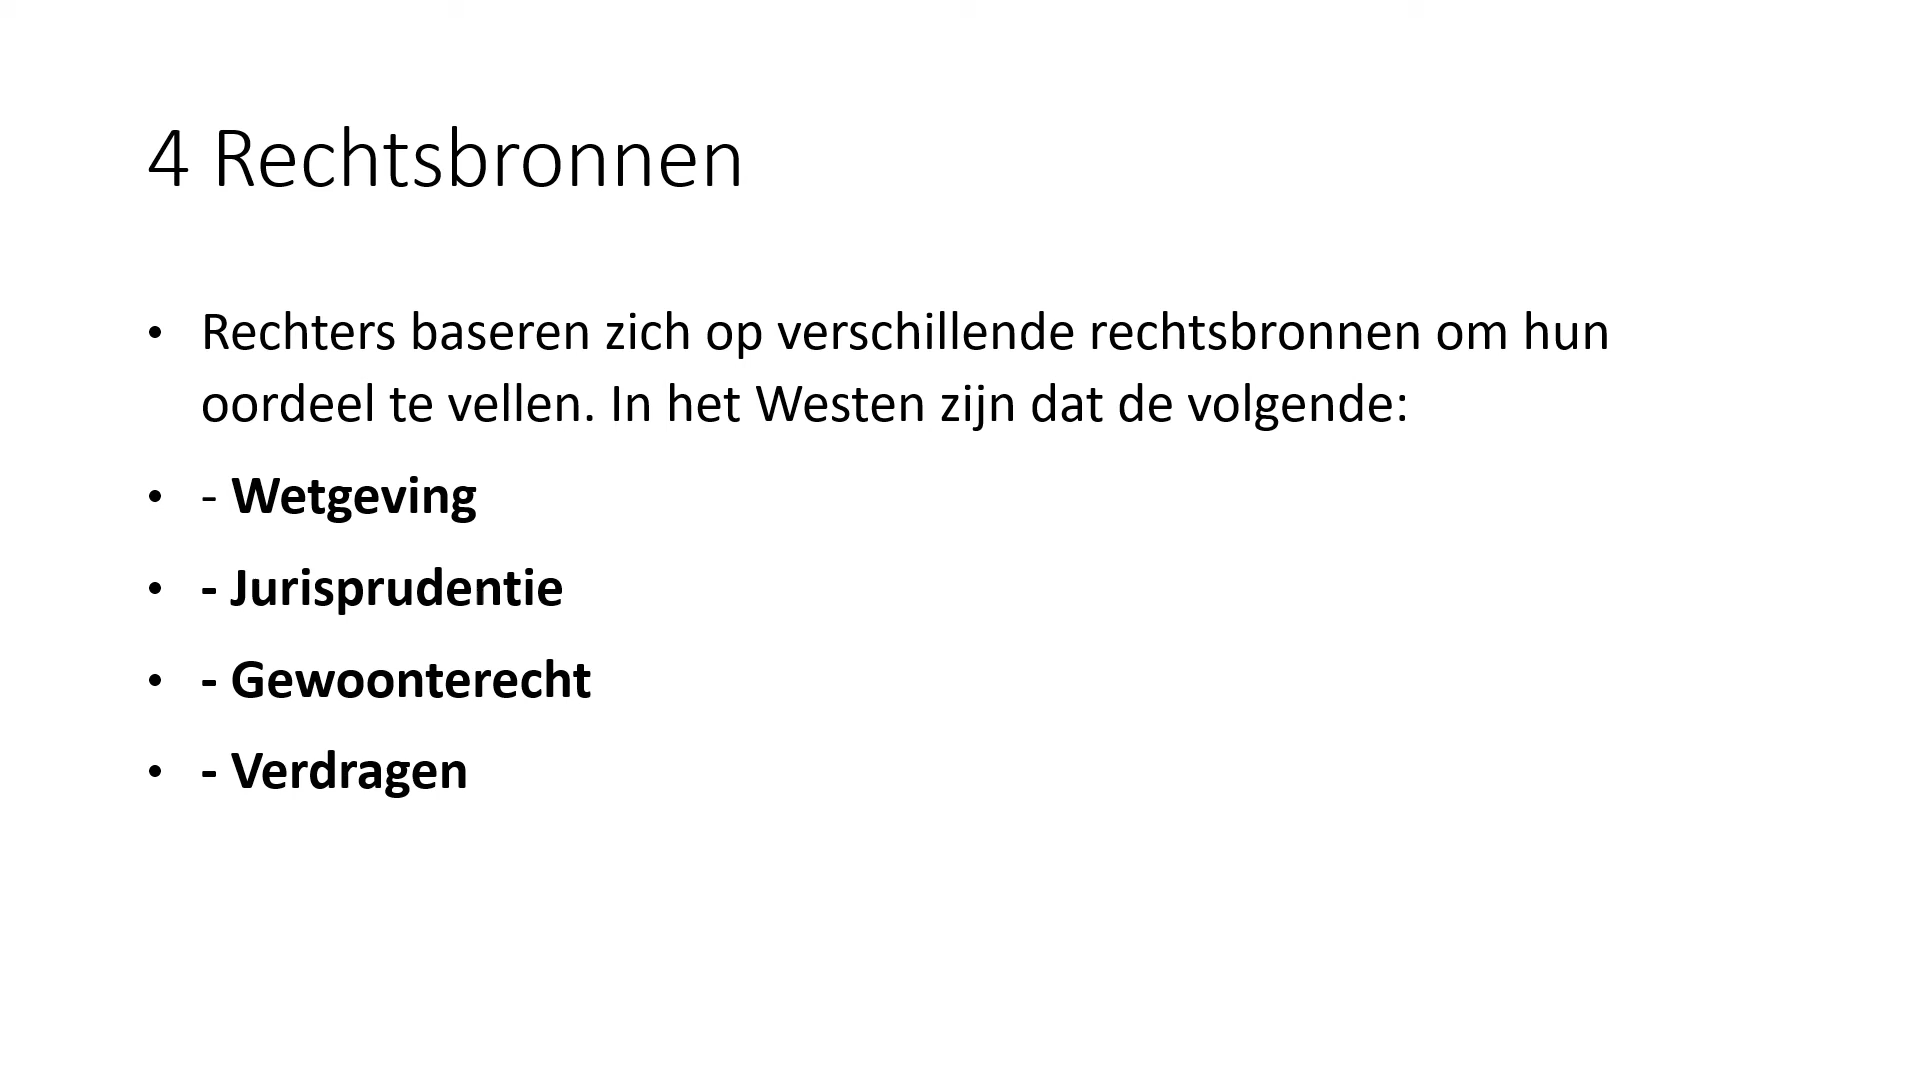 4 Rechtsbronnen
• Rechters baseren zich op verschillende rechtsbronnen om hun
oordeel te vellen. In het Westen zijn dat de volgende:
• - Wetgeving
• - Jurisprudentie
• - Gewoonterecht
• - Verdragen